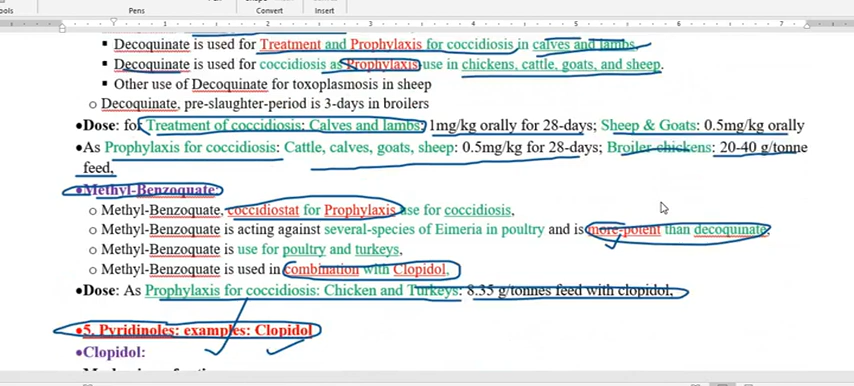 Pens
Convert
Insert
1 2 3 4 5 6 7
▪ Decoquinate is used for Treatment and Prophylaxis for coccidiosis in calves and lambs,
▪ Decoquinate is used for coccidiosis as Prophylaxis use in chickens, cattle, goats, and sheep.
▪ Other use of Decoquinate for toxoplasmosis in sheep
o Decoquinate, pre-slaughter-period is 3-days in broilers
•Dose: for Treatment of coccidiosis: Calves and lambs: 1mg/kg orally for 28-days; Sheep & Goats: 0.5mg/kg orally
•As Prophylaxis for coccidiosis: Cattle, calves, goats, sheep: 0.5mg/kg for 28-days; Broiler chickens: 20-40 g/tonne
feed,
•Methyl-Benzoquate:
o Methyl-Benzoquate, coccidiostat for Prophylaxis use for coccidiosis,
o Methyl-Benzoquate is acting against several-species of Eimeria in poultry and is more-potent than decoquinate,
o Methyl-Benzoquate is use for poultry and turkeys,
o Methyl-Benzoquate is used in combination with Clopidol,
•Dose: As Prophylaxis for coccidiosis: Chicken and Turkeys: 8.35 g/tonnes feed with clopidol,
•5. Pyridinoles: examples: Clopidol
•Clopidol: